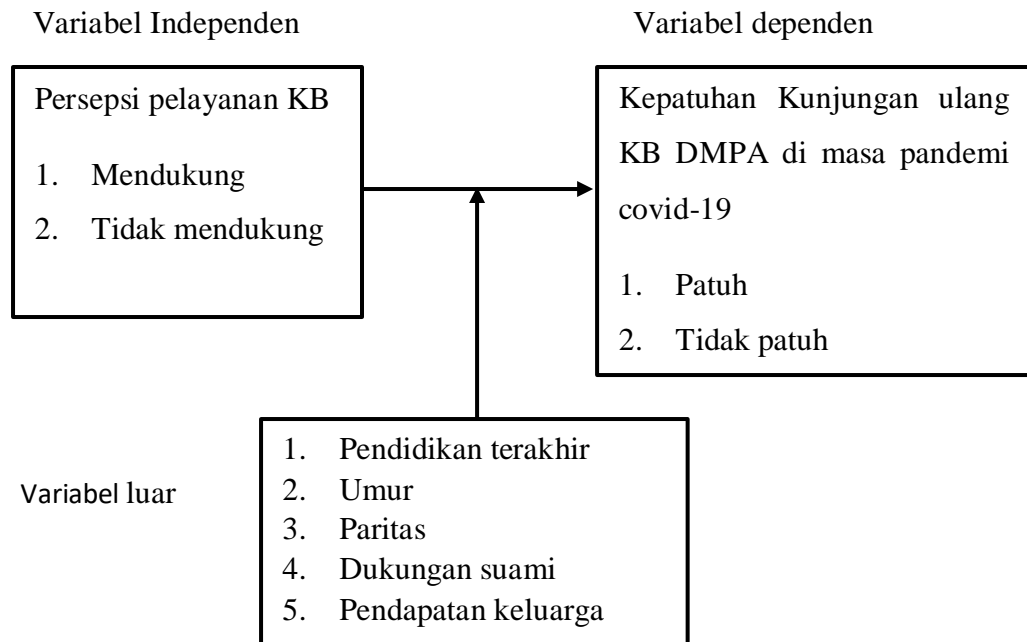 Variabel Independen
Variabel dependen
Persepsi pelayanan KB
1. Mendukung
2. Tidak mendukung
Kepatuhan Kunjungan ulang
KB DMPA di masa pandemi
covid-19
1. Patuh
2. Tidak patuh
Variabel luar
1. Pendidikan terakhir
2. Umur
3. Paritas
4. Dukungan suami
5. Pendapatan keluarga